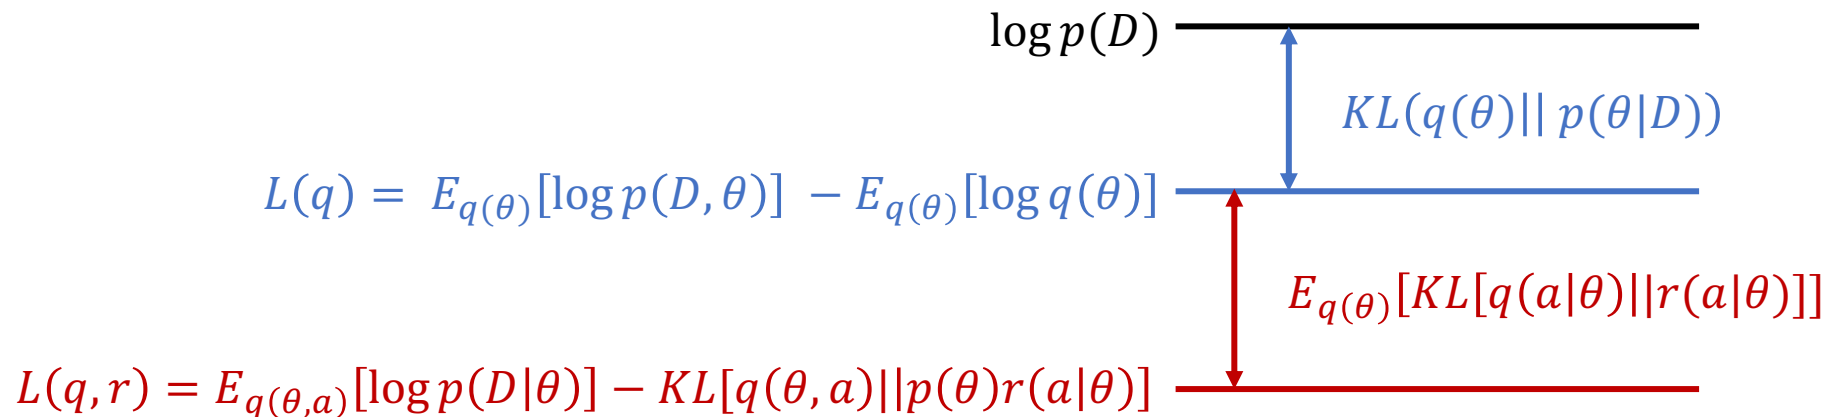 log p(D)
KL(q(θ)|| p(θ|D))
L(q) = E_{q(θ)}[log p(D, θ)] − E_{q(θ)}[log q(θ)]
E_{q(θ)}[KL[q(a|θ)||r(a|θ)]]
L(q, r) = E_{q(θ,a)}[log p(D|θ)] − KL[q(θ, a)||p(θ)r(a|θ)]